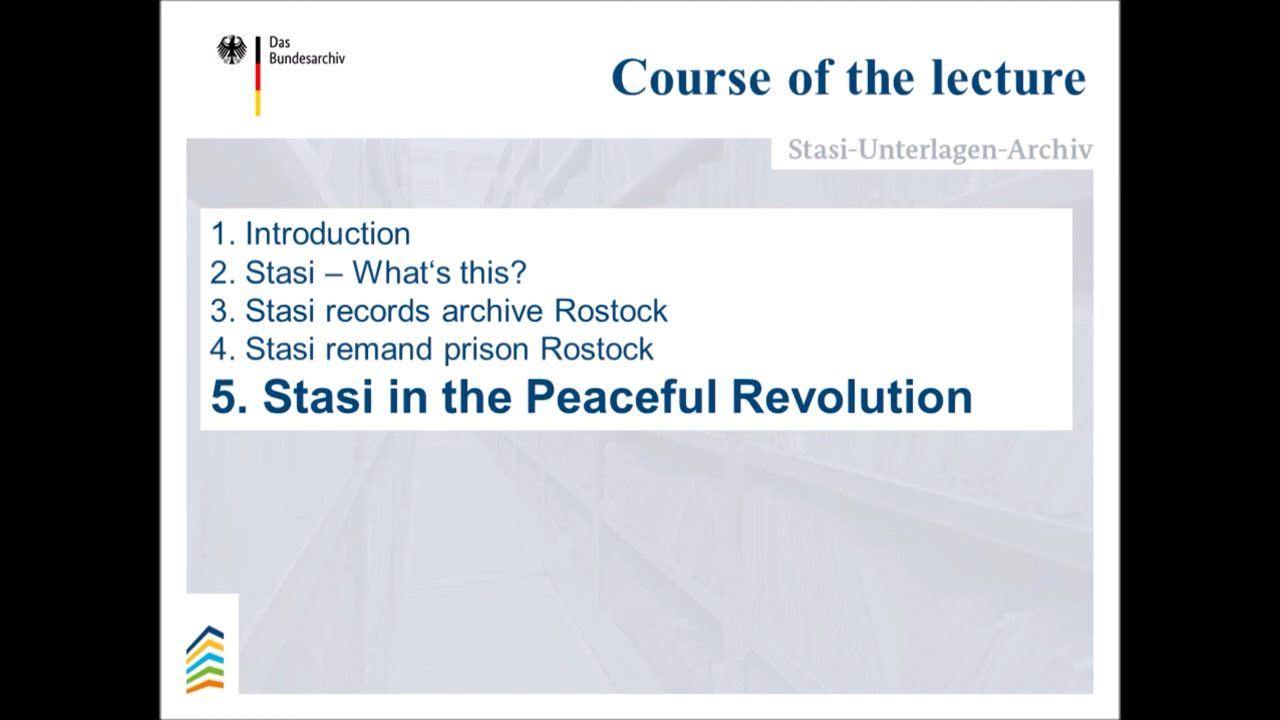 Das
Bundesarchiv
Course of the lecture
Stasi-Unterlagen-Archiv
1. Introduction
2. Stasi – What‘s this?
3. Stasi records archive Rostock
4. Stasi remand prison Rostock
5. Stasi in the Peaceful Revolution